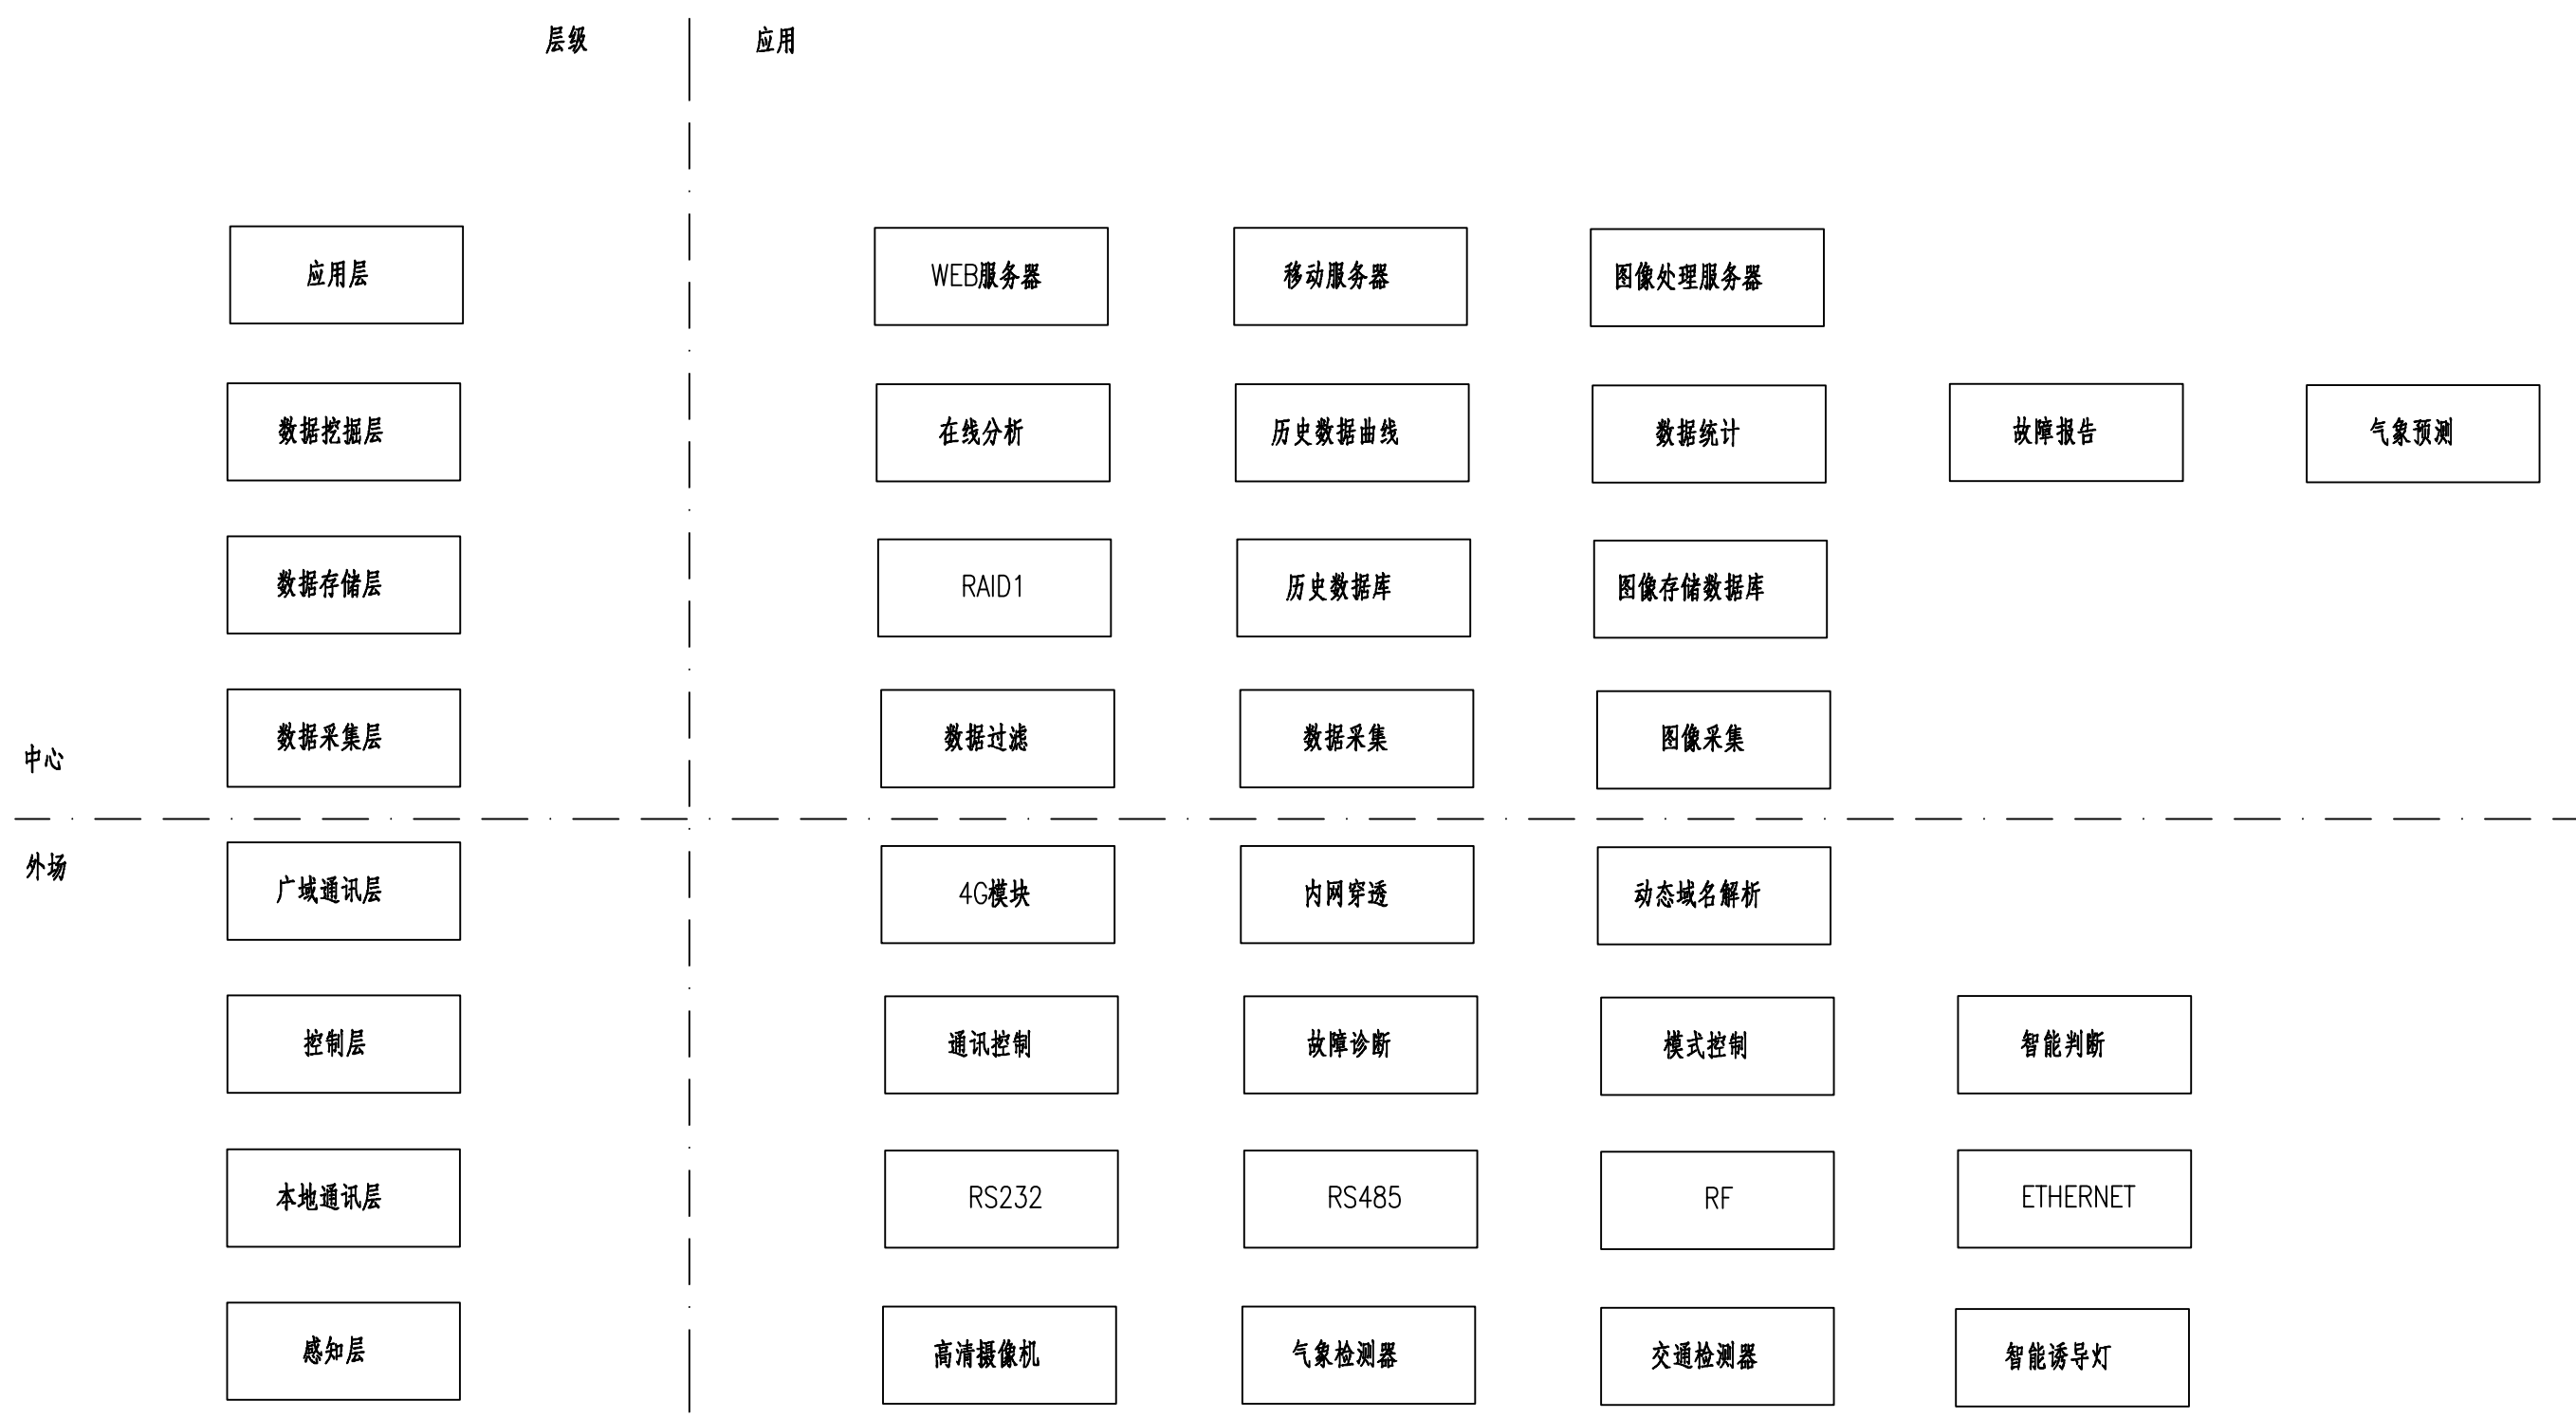 层级 应用
应用层 WEB服务器 移动服务器 图像处理服务器
数据挖掘层 在线分析 历史数据曲线 数据统计 故障报告 气象预测
数据存储层 RAID1 历史数据库 图像存储数据库
数据采集层 数据过滤 数据采集 图像采集
中心
外场
广域通讯层 4G模块 内网穿透 动态域名解析
控制层 通讯控制 故障诊断 模式控制 智能判断
本地通讯层 RS232 RS485 RF ETHERNET
感知层 高清摄像机 气象检测器 交通检测器 智能诱导灯